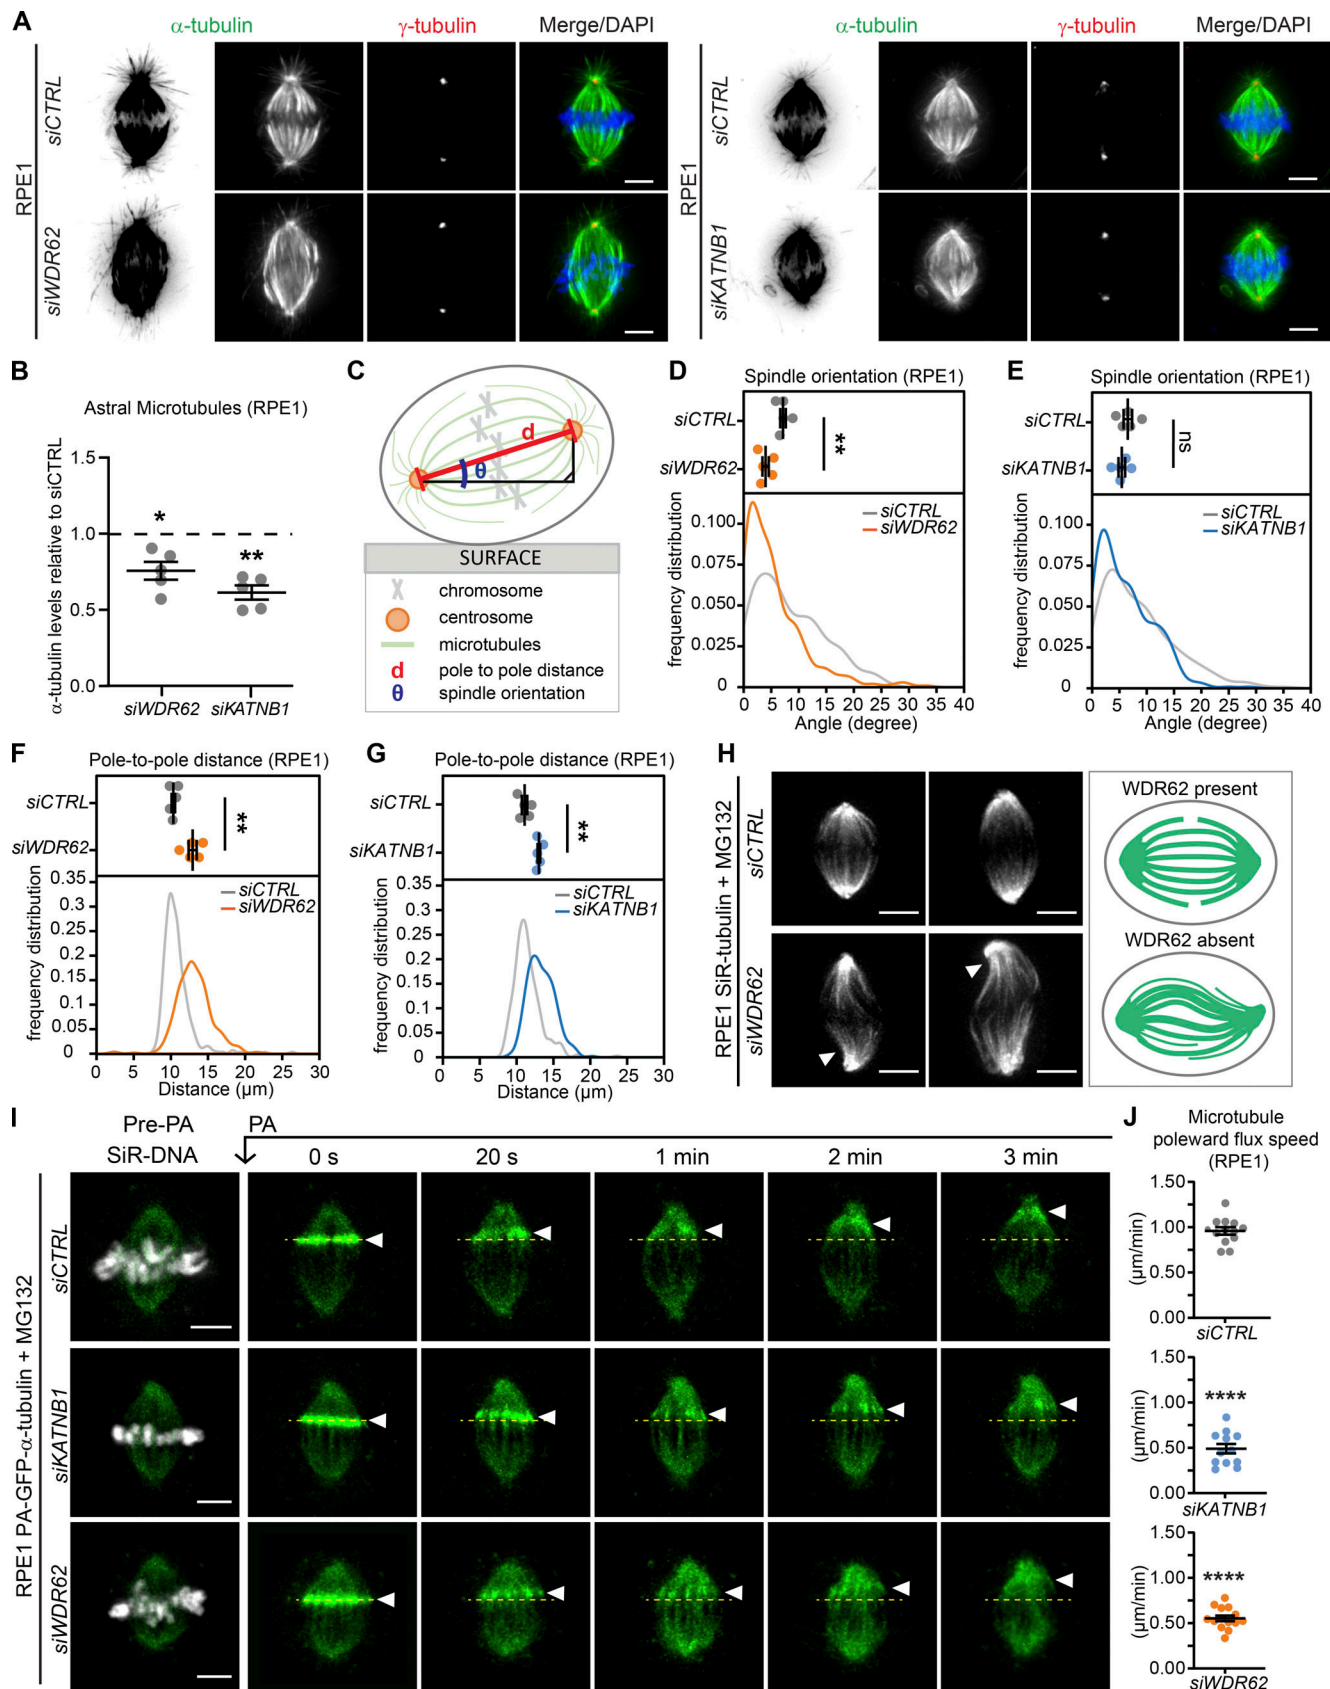 A
α-tubulin γ-tubulin Merge/DAPI
α-tubulin γ-tubulin Merge/DAPI
RPE1
siCTRL
siWDR62
RPE1
siCTRL
siKATNB1
B
Astral Microtubules (RPE1)
α-tubulin levels relative to siCTRL
1.5
1.0
0.5
0.0
*
**
siWDR62 siKATNB1
C
d
θ
SURFACE
chromosome
centrosome
microtubules
d pole to pole distance
θ spindle orientation
D
Spindle orientation (RPE1)
siCTRL
siWDR62
**
siCTRL
siWDR62
frequency distribution
0.100
0.075
0.050
0.025
0
0 5 10 15 20 25 30 40
Angle (degree)
E
Spindle orientation (RPE1)
siCTRL
siKATNB1
ns
siCTRL
siKATNB1
frequency distribution
0.100
0.075
0.050
0.025
0
0 5 10 15 20 25 30 40
Angle (degree)
F
Pole-to-pole distance (RPE1)
siCTRL
siWDR62
**
siCTRL
siWDR62
frequency distribution
0.35
0.3
0.25
0.2
0.15
0.1
0.05
0
0 5 10 15 20 25 30
Distance (µm)
G
Pole-to-pole distance (RPE1)
siCTRL
siKATNB1
**
siCTRL
siKATNB1
frequency distribution
0.35
0.3
0.25
0.2
0.15
0.1
0.05
0
0 5 10 15 20 25 30
Distance (µm)
H
RPE1 SiR-tubulin + MG132
siCTRL
siWDR62
WDR62 present
WDR62 absent
I
Pre-PA PA
SiR-DNA 0 s 20 s 1 min 2 min 3 min
RPE1 PA-GFP-α-tubulin + MG132
siCTRL
siKATNB1
siWDR62
J
Microtubule
poleward flux speed
(RPE1)
(µm/min)
1.50
1.00
0.50
0.00
siCTRL
(µm/min)
1.50
1.00
0.50
0.00
****
siKATNB1
(µm/min)
1.50
1.00
0.50
0.00
****
siWDR62